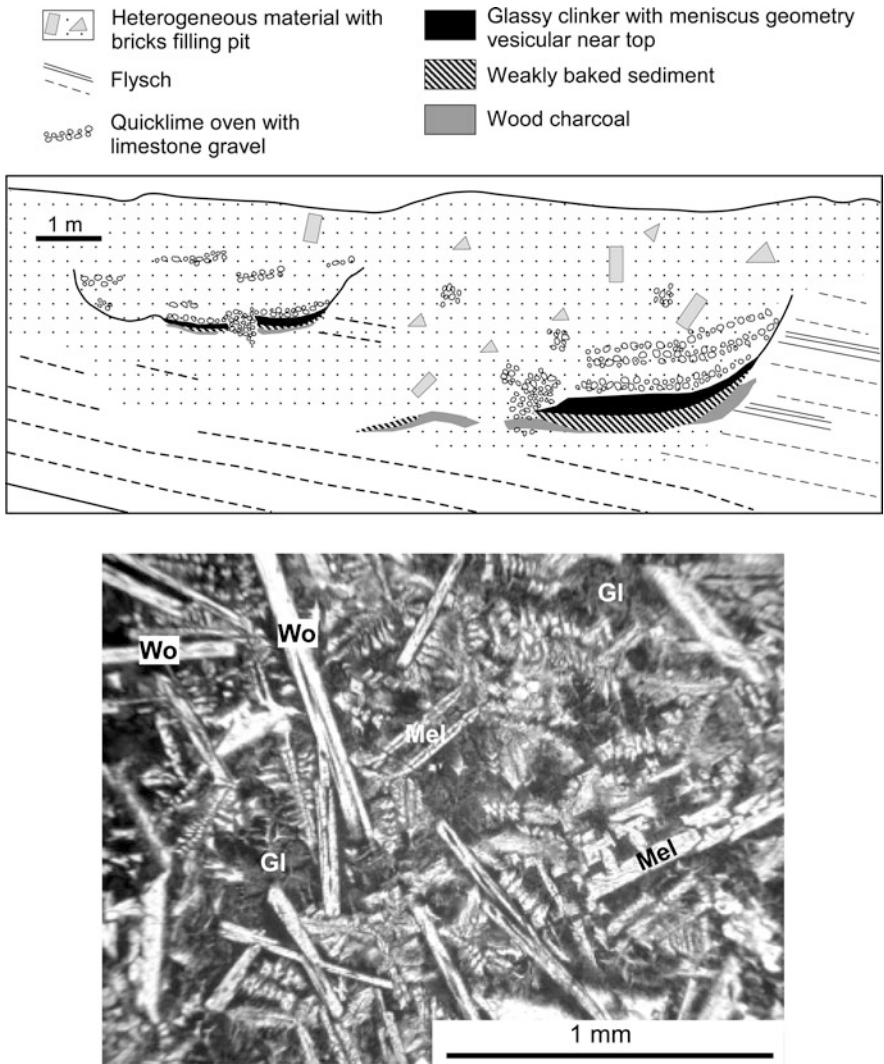 Heterogeneous material with
bricks filling pit
Flysch
Quicklime oven with
limestone gravel
Glassy clinker with meniscus geometry
vesicular near top
Weakly baked sediment
Wood charcoal
1 m
Gl
Wo
Wo
Mel
Gl
Mel
1 mm